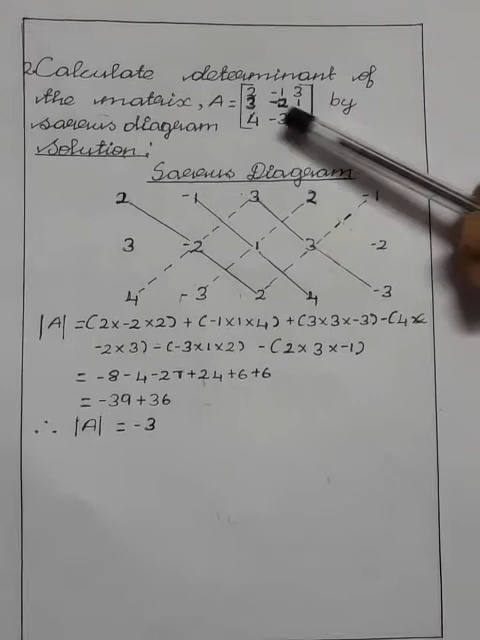 2. Calculate determinant of
the matrix, A = [2 -1 3
3 -2 1
4 -3] by
sarrus diagram
Solution:
Sarrus Diagram
2 -1 3 2 -1
3 -2 1 3 -2
4 -3 2 4 -3
|A| = (2×-2×2) + (-1×1×4) + (3×3×-3) - (4×
-2×3) - (-3×1×2) - (2×3×-1)
= -8-4-27+24+6+6
= -39+36
∴ |A| = -3